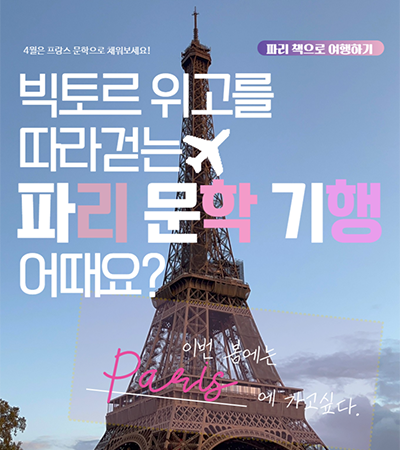 4월은 프랑스 문학으로 채워보세요!
파리 책으로 여행하기
빅토르 위고를
따라걷는
파리 문학 기행
어때요?
이번 봄에는
Paris 에 가고싶다.